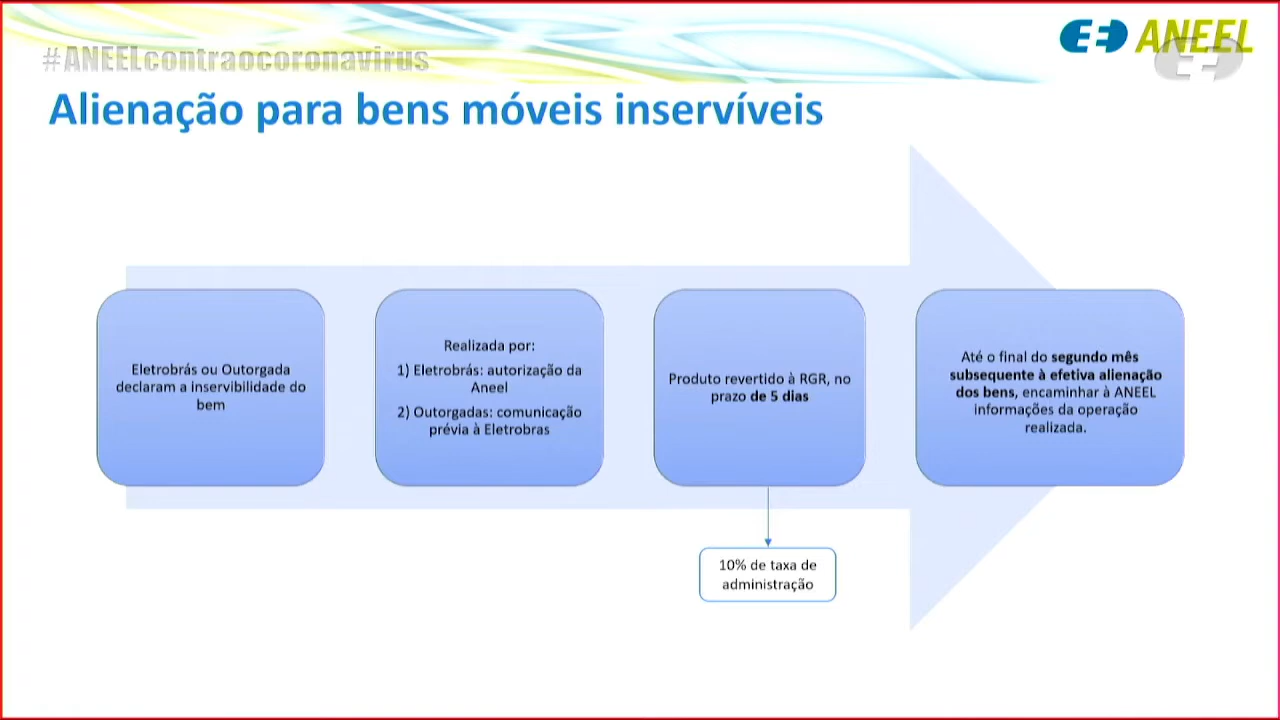 #ANEELcontraocoronavirus
ANEEL
Alienação para bens móveis inservíveis
Eletrobrás ou Outorgada
declaram a inservibilidade do
bem
Realizada por:
1) Eletrobrás: autorização da
Aneel
2) Outorgadas: comunicação
prévia à Eletrobras
Produto revertido à RGR, no
prazo de 5 dias
10% de taxa de
administração
Até o final do segundo mês
subsequente à efetiva alienação
dos bens, encaminhar à ANEEL
informações da operação
realizada.